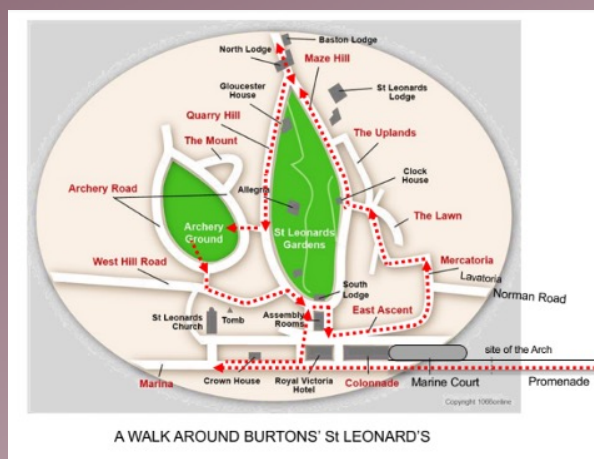 Baston Lodge
North Lodge
Maze Hill
Gloucester
House
St Leonards
Lodge
Quarry Hill
The Mount
The Uplands
Archery Road
Allegria
Clock
House
Archery
Ground
St Leonards
Gardens
The Lawn
West Hill Road
Mercatoria
Lavatoria
South
Lodge
Norman Road
St Leonards
Church
Tomb
Assembly
Rooms
East Ascent
site of the Arch
Marina
Crown House
Royal Victoria
Hotel
Colonnade
Marine Court
Promenade
Copyright 1066online
A WALK AROUND BURTONS' St LEONARD'S